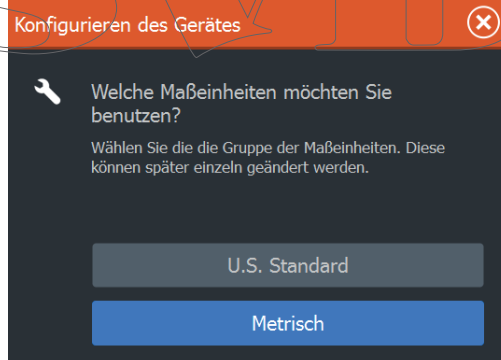 Konfigurieren des Gerätes
Welche Maßeinheiten möchten Sie
benutzen?
Wählen Sie die die Gruppe der Maßeinheiten. Diese
können später einzeln geändert werden.
U.S. Standard
Metrisch